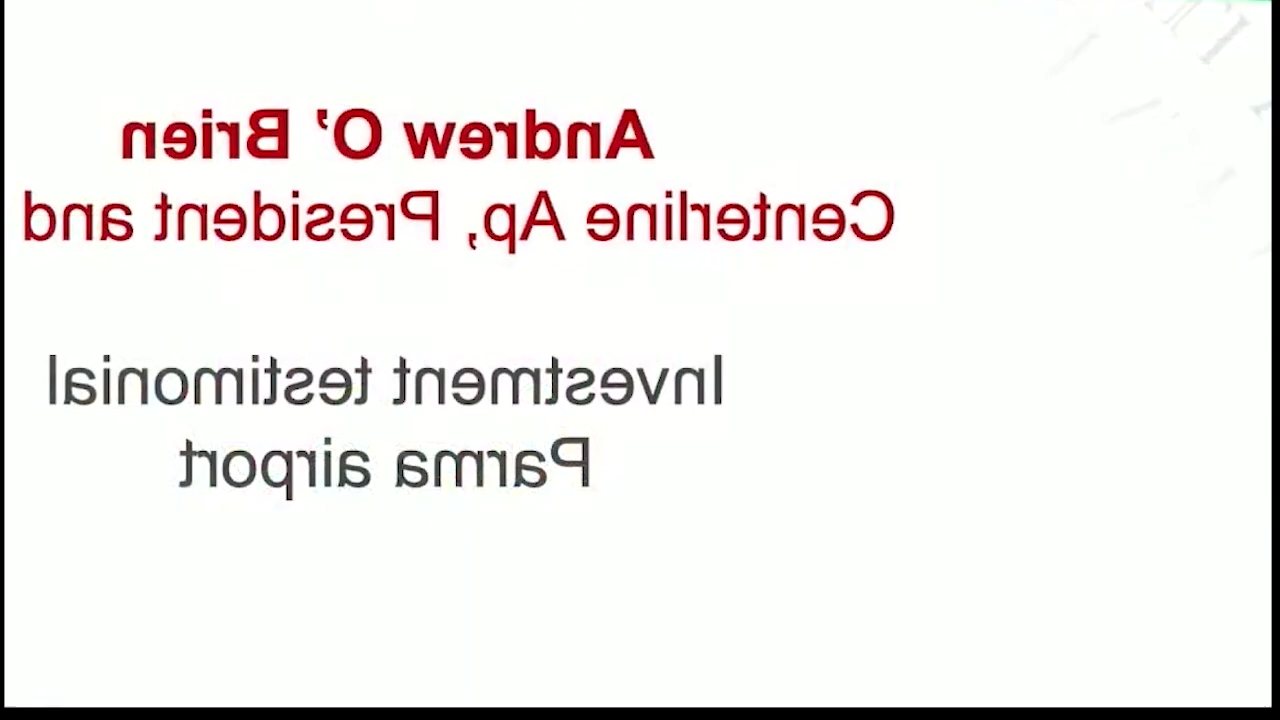 Andrew O’ Brien
Centerline Ap, President and
Investment testimonial
Parma airport